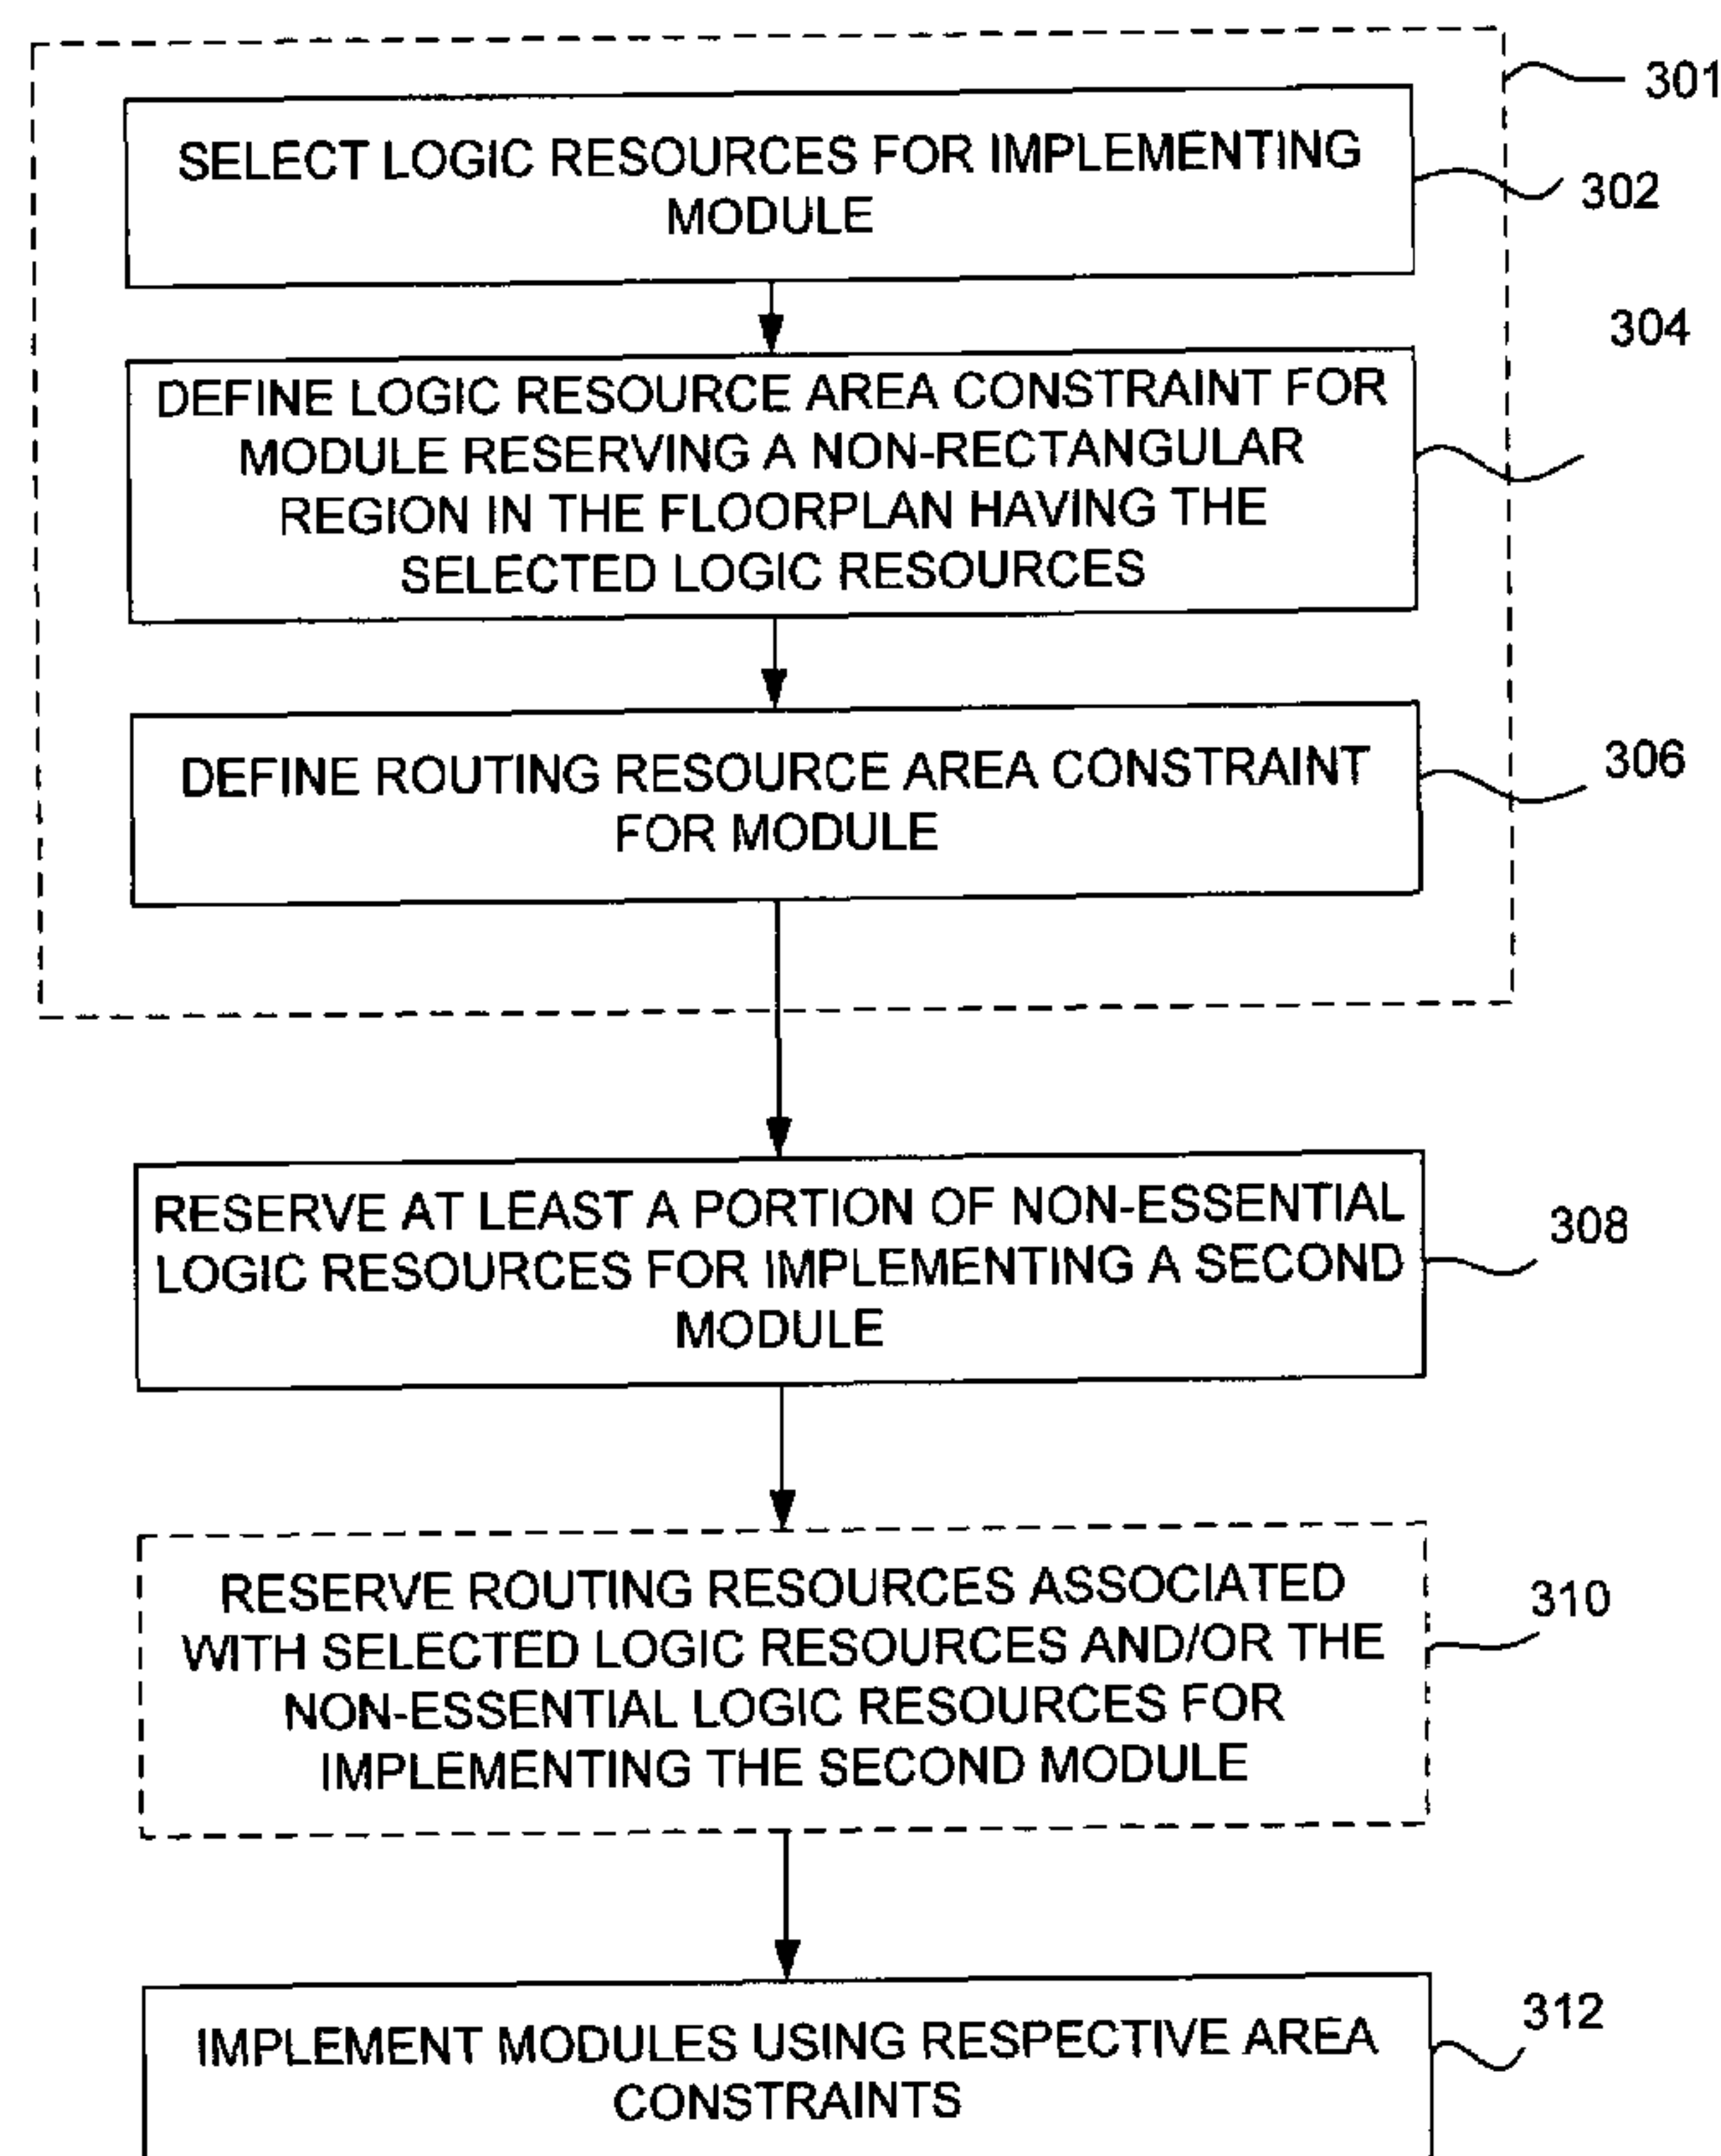 301
SELECT LOGIC RESOURCES FOR IMPLEMENTING
MODULE
302
304
DEFINE LOGIC RESOURCE AREA CONSTRAINT FOR
MODULE RESERVING A NON-RECTANGULAR
REGION IN THE FLOORPLAN HAVING THE
SELECTED LOGIC RESOURCES
DEFINE ROUTING RESOURCE AREA CONSTRAINT
FOR MODULE
306
RESERVE AT LEAST A PORTION OF NON-ESSENTIAL
LOGIC RESOURCES FOR IMPLEMENTING A SECOND
MODULE
308
RESERVE ROUTING RESOURCES ASSOCIATED
WITH SELECTED LOGIC RESOURCES AND/OR THE
NON-ESSENTIAL LOGIC RESOURCES FOR
IMPLEMENTING THE SECOND MODULE
310
IMPLEMENT MODULES USING RESPECTIVE AREA
CONSTRAINTS
312